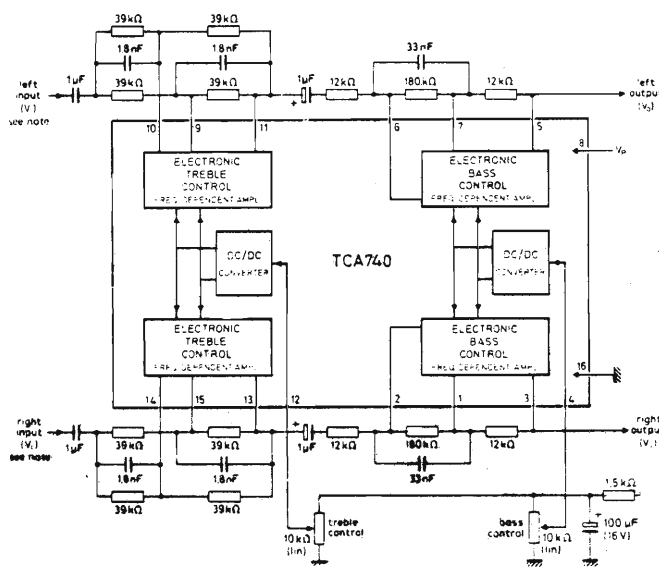 39kΩ 39kΩ
1.8nF 1.8nF 33nF
1µF 39kΩ 39kΩ 1µF 12kΩ 180kΩ 12kΩ
left
input
(Vi)
see note
+
left
output
10 9 11 6 7 5
8
ELECTRONIC
TREBLE
CONTROL
FREQ. DEPENDENT AMPL
ELECTRONIC
BASS
CONTROL
FREQ. DEPENDENT AMPL
DC/DC
CONVERTER
TCA740
DC/DC
CONVERTER
ELECTRONIC
TREBLE
CONTROL
FREQ. DEPENDENT AMPL
ELECTRONIC
BASS
CONTROL
FREQ. DEPENDENT AMPL
16
14 15 13 12 2 1 3 4
right
input
(Vi)
see note
+
right
output
1µF 39kΩ 39kΩ 1µF 12kΩ 180kΩ 12kΩ
1.8nF 1.8nF 33nF
39kΩ 39kΩ
1.5kΩ
10kΩ
(lin)
treble
control
bass
control
10kΩ
(lin)
+
100µF
(16V)